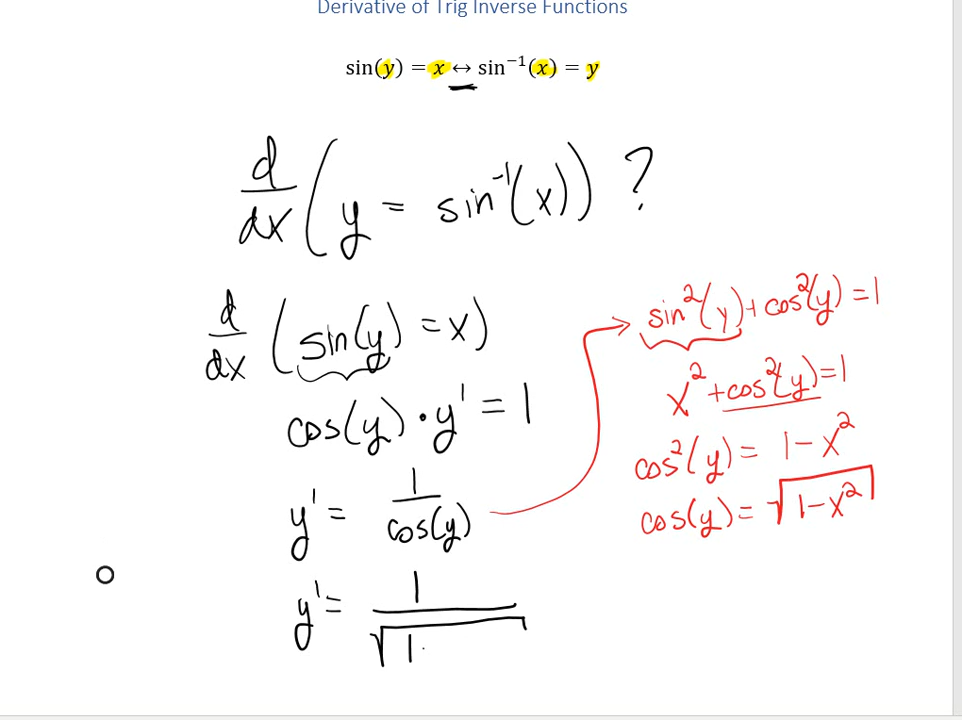 Derivative of Trig Inverse Functions
sin(y) = x ↔ sin⁻¹(x) = y
d/dx (y = sin⁻¹(x)) ?
d/dx (sin(y) = x)
cos(y) · y' = 1
y' = 1/cos(y)
y' = 1/√1
sin²(y) + cos²(y) = 1
x² + cos²(y) = 1
cos²(y) = 1 - x²
cos(y) = √1-x²